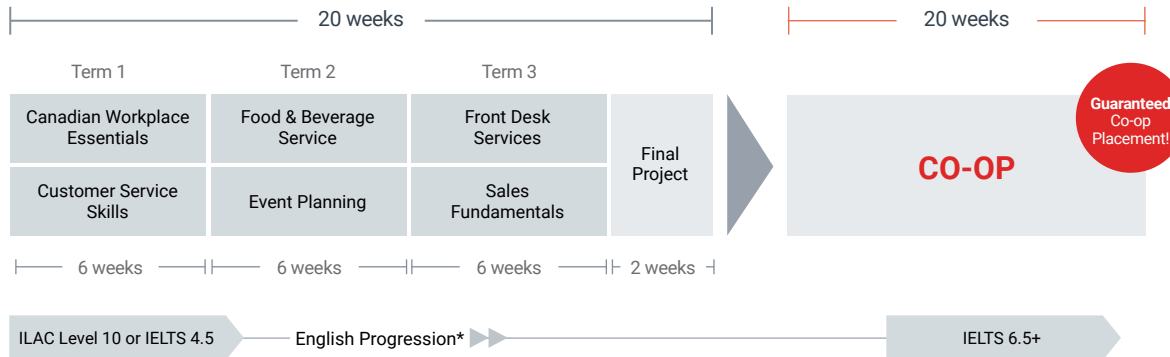 20 weeks
20 weeks
Term 1
Term 2
Term 3
Canadian Workplace
Essentials
Food & Beverage
Service
Front Desk
Services
Customer Service
Skills
Event Planning
Sales
Fundamentals
Final
Project
CO-OP
Guaranteed
Co-op
Placement!
6 weeks
6 weeks
6 weeks
2 weeks
ILAC Level 10 or IELTS 4.5
English Progression*
IELTS 6.5+